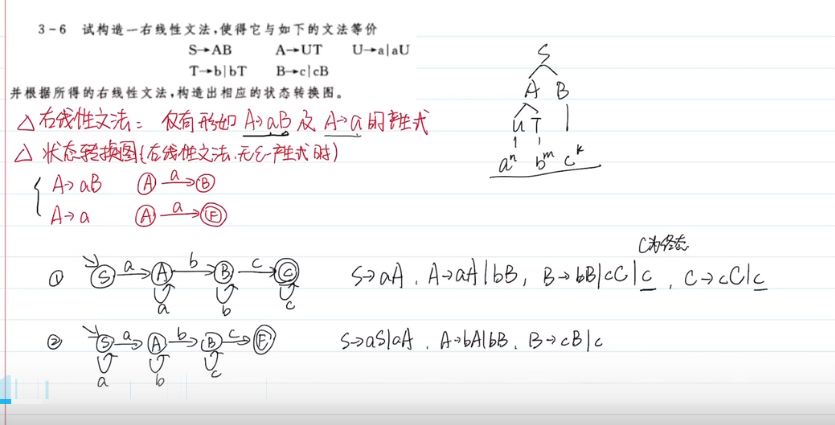 3-6 试构造一右线性文法,使得它与如下的文法等价
S→AB A→UT U→a|aU
T→b|bT B→c|cB
并根据所得的右线性文法,构造出相应的状态转换图。
△右线性文法: 仅有形如 A→aB 及 A→a 的产生式
△ 状态转换图(右线性文法.无ε产生式时)
A→aB A a B
A→a A a F
S
A B
U T
aⁿ bᵐ cᵏ
C为终态
① S a A b B c C S→aA. A→aA|bB, B→bB|cC|c, C→cC|c
a b c
② S a A b B c F S→aS|aA. A→bA|bB. B→cB|c
a b c